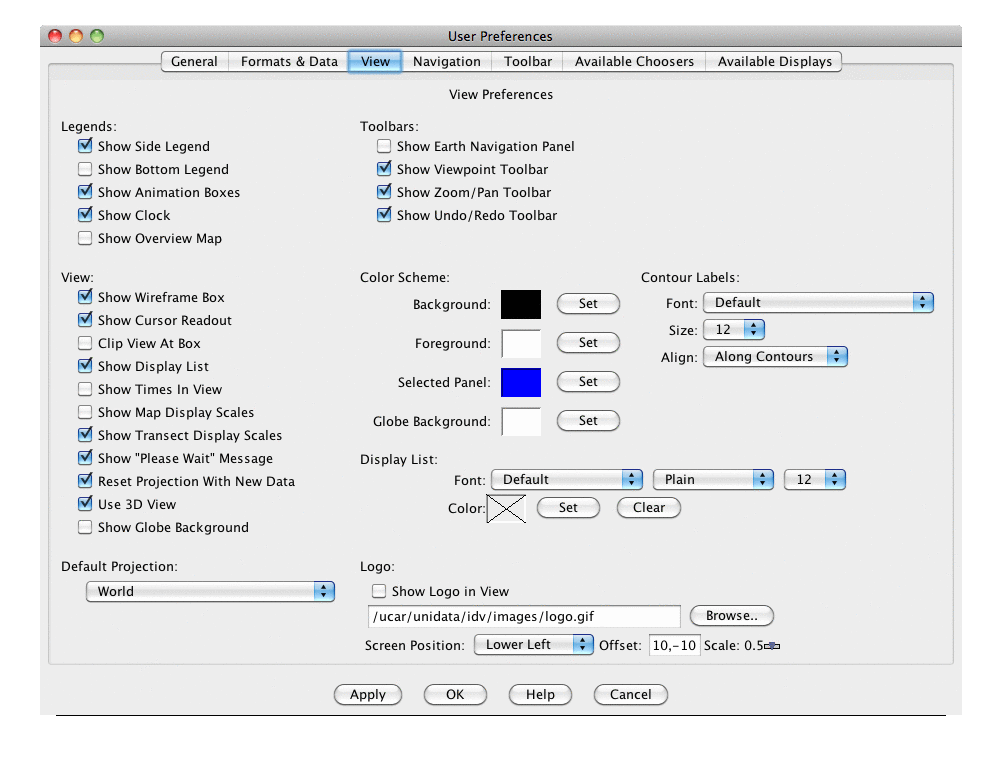 User Preferences
General Formats & Data View Navigation Toolbar Available Choosers Available Displays
View Preferences
Legends:
Show Side Legend
Show Bottom Legend
Show Animation Boxes
Show Clock
Show Overview Map
Toolbars:
Show Earth Navigation Panel
Show Viewpoint Toolbar
Show Zoom/Pan Toolbar
Show Undo/Redo Toolbar
View:
Show Wireframe Box
Show Cursor Readout
Clip View At Box
Show Display List
Show Times In View
Show Map Display Scales
Show Transect Display Scales
Show "Please Wait" Message
Reset Projection With New Data
Use 3D View
Show Globe Background
Color Scheme:
Background: Set
Foreground: Set
Selected Panel: Set
Globe Background: Set
Contour Labels:
Font: Default
Size: 12
Align: Along Contours
Display List:
Font: Default Plain 12
Color: Set Clear
Default Projection:
World
Logo:
Show Logo in View
/ucar/unidata/idv/images/logo.gif Browse..
Screen Position: Lower Left Offset: 10,-10 Scale: 0.5
Apply OK Help Cancel